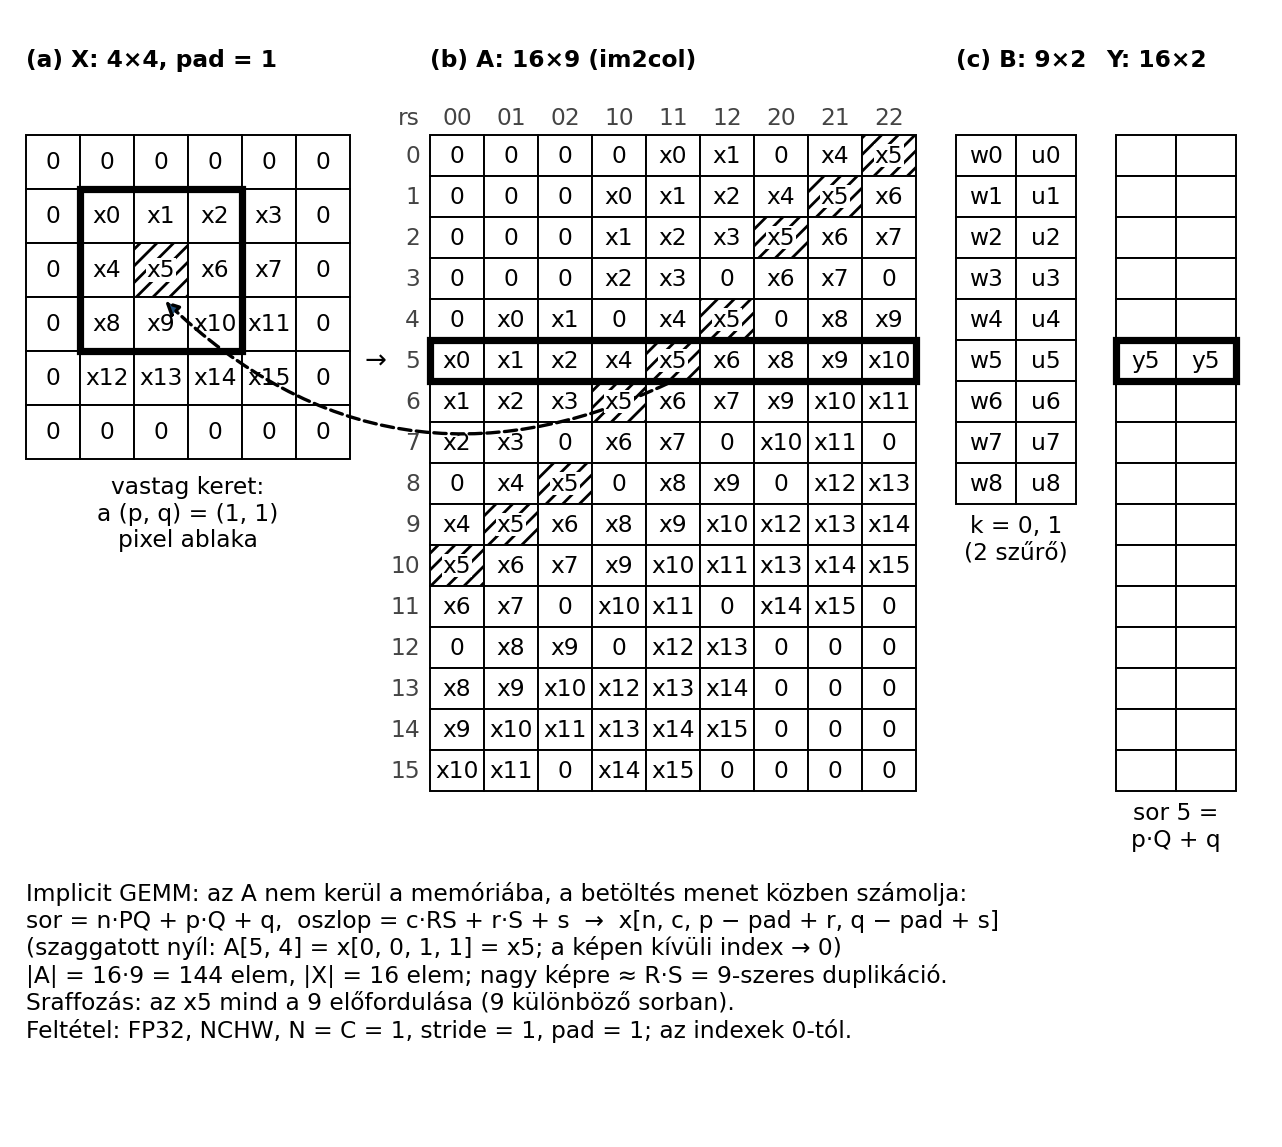 (a) X: 4×4, pad = 1
(b) A: 16×9 (im2col)
(c) B: 9×2 Y: 16×2
0 0 0 0 0 0
0 x0 x1 x2 x3 0
0 x4 x5 x6 x7 0
0 x8 x9 x10 x11 0
0 x12 x13 x14 x15 0
0 0 0 0 0 0
vastag keret:
a (p, q) = (1, 1)
pixel ablaka
→
rs 00 01 02 10 11 12 20 21 22
0 0 0 0 0 x0 x1 0 x4 x5
1 0 0 0 x0 x1 x2 x4 x5 x6
2 0 0 0 x1 x2 x3 x5 x6 x7
3 0 0 0 x2 x3 0 x6 x7 0
4 0 x0 x1 0 x4 x5 0 x8 x9
5 x0 x1 x2 x4 x5 x6 x8 x9 x10
6 x1 x2 x3 x5 x6 x7 x9 x10 x11
7 x2 x3 0 x6 x7 0 x10 x11 0
8 0 x4 x5 0 x8 x9 0 x12 x13
9 x4 x5 x6 x8 x9 x10 x12 x13 x14
10 x5 x6 x7 x9 x10 x11 x13 x14 x15
11 x6 x7 0 x10 x11 0 x14 x15 0
12 0 x8 x9 0 x12 x13 0 0 0
13 x8 x9 x10 x12 x13 x14 0 0 0
14 x9 x10 x11 x13 x14 x15 0 0 0
15 x10 x11 0 x14 x15 0 0 0 0
w0 u0
w1 u1
w2 u2
w3 u3
w4 u4
w5 u5
w6 u6
w7 u7
w8 u8
k = 0, 1
(2 szűrő)
y5 y5
sor 5 =
p·Q + q
Implicit GEMM: az A nem kerül a memóriába, a betöltés menet közben számolja:
sor = n·PQ + p·Q + q, oszlop = c·RS + r·S + s → x[n, c, p − pad + r, q − pad + s]
(szaggatott nyíl: A[5, 4] = x[0, 0, 1, 1] = x5; a képen kívüli index → 0)
|A| = 16·9 = 144 elem, |X| = 16 elem; nagy képre ≈ R·S = 9-szeres duplikáció.
Sraffozás: az x5 mind a 9 előfordulása (9 különböző sorban).
Feltétel: FP32, NCHW, N = C = 1, stride = 1, pad = 1; az indexek 0-tól.